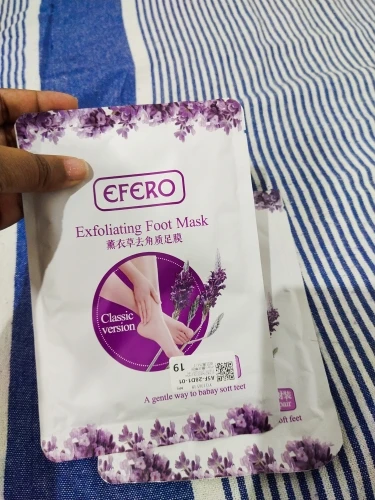 EFERO
Exfoliating Foot Mask
薰衣草去角质足膜
Classic
version
19
A gentle way to babay soft feet
soft feet